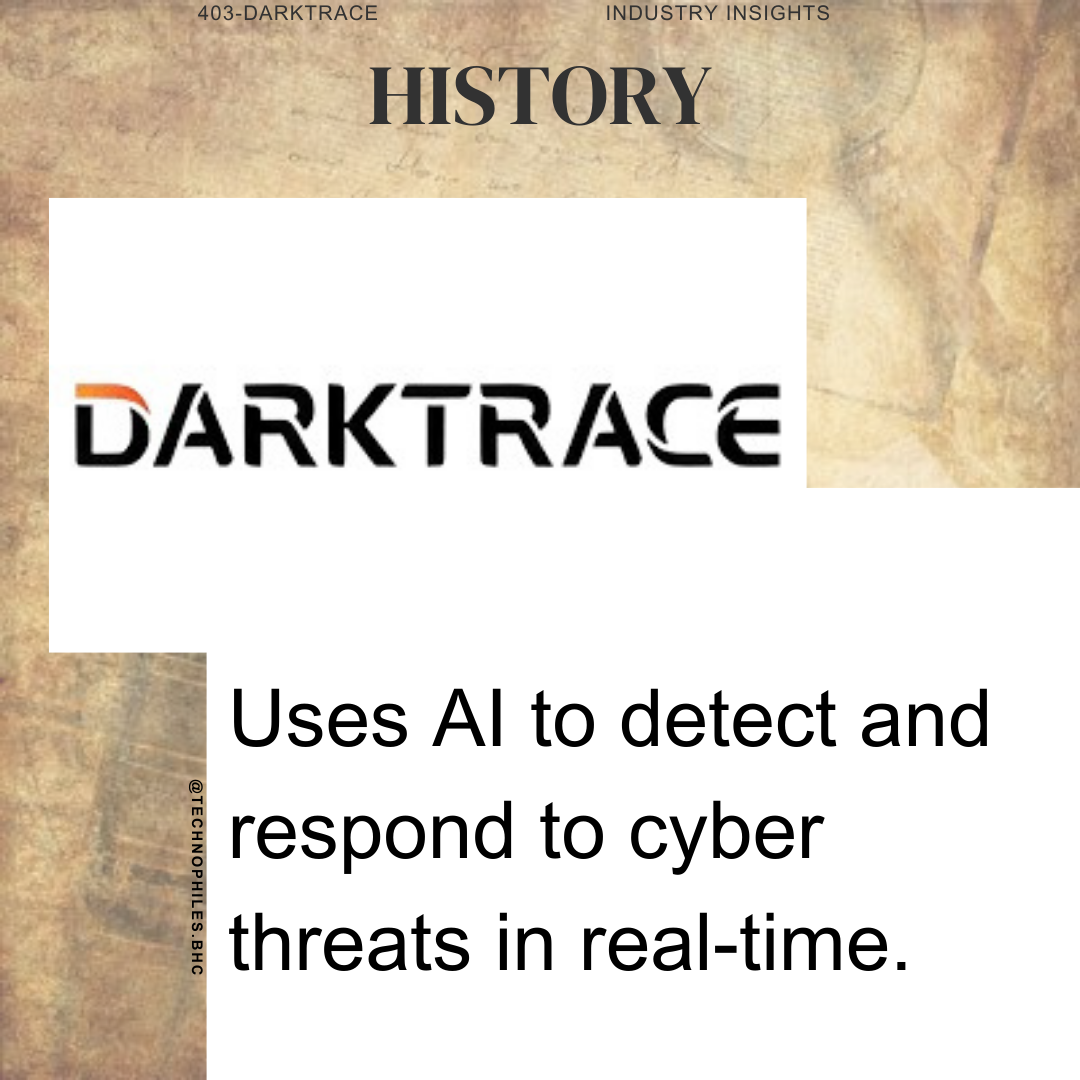 403-DARKTRACE
INDUSTRY INSIGHTS
HISTORY
DARKTRACE
Uses AI to detect and
respond to cyber
threats in real-time.
@TECHNOPHILES.BHC